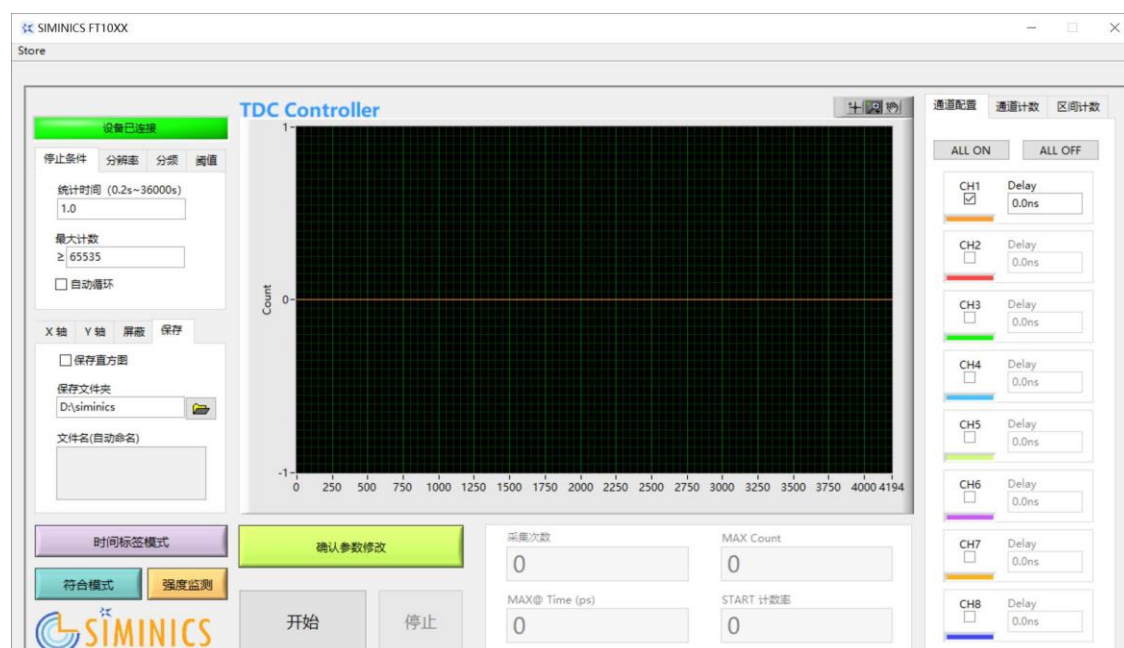 SIMINICS FT10XX
Store
TDC Controller
设备已连接
停止条件 分辨率 分频 阈值
统计时间 (0.2s~36000s)
1.0
最大计数
≥ 65535
自动循环
X 轴 Y 轴 屏蔽 保存
保存直方图
保存文件夹
D:\siminics
文件名(自动命名)
时间标签模式
符合模式 强度监测
SIMINICS
Count
1
0
-1
0 250 500 750 1000 1250 1500 1750 2000 2250 2500 2750 3000 3250 3500 3750 4000 4194
确认参数修改
开始 停止
采集次数 MAX Count
0 0
MAX@ Time (ps) START 计数率
0 0
通道配置 通道计数 区间计数
ALL ON ALL OFF
CH1 Delay
0.0ns
CH2 Delay
0.0ns
CH3 Delay
0.0ns
CH4 Delay
0.0ns
CH5 Delay
0.0ns
CH6 Delay
0.0ns
CH7 Delay
0.0ns
CH8 Delay
0.0ns